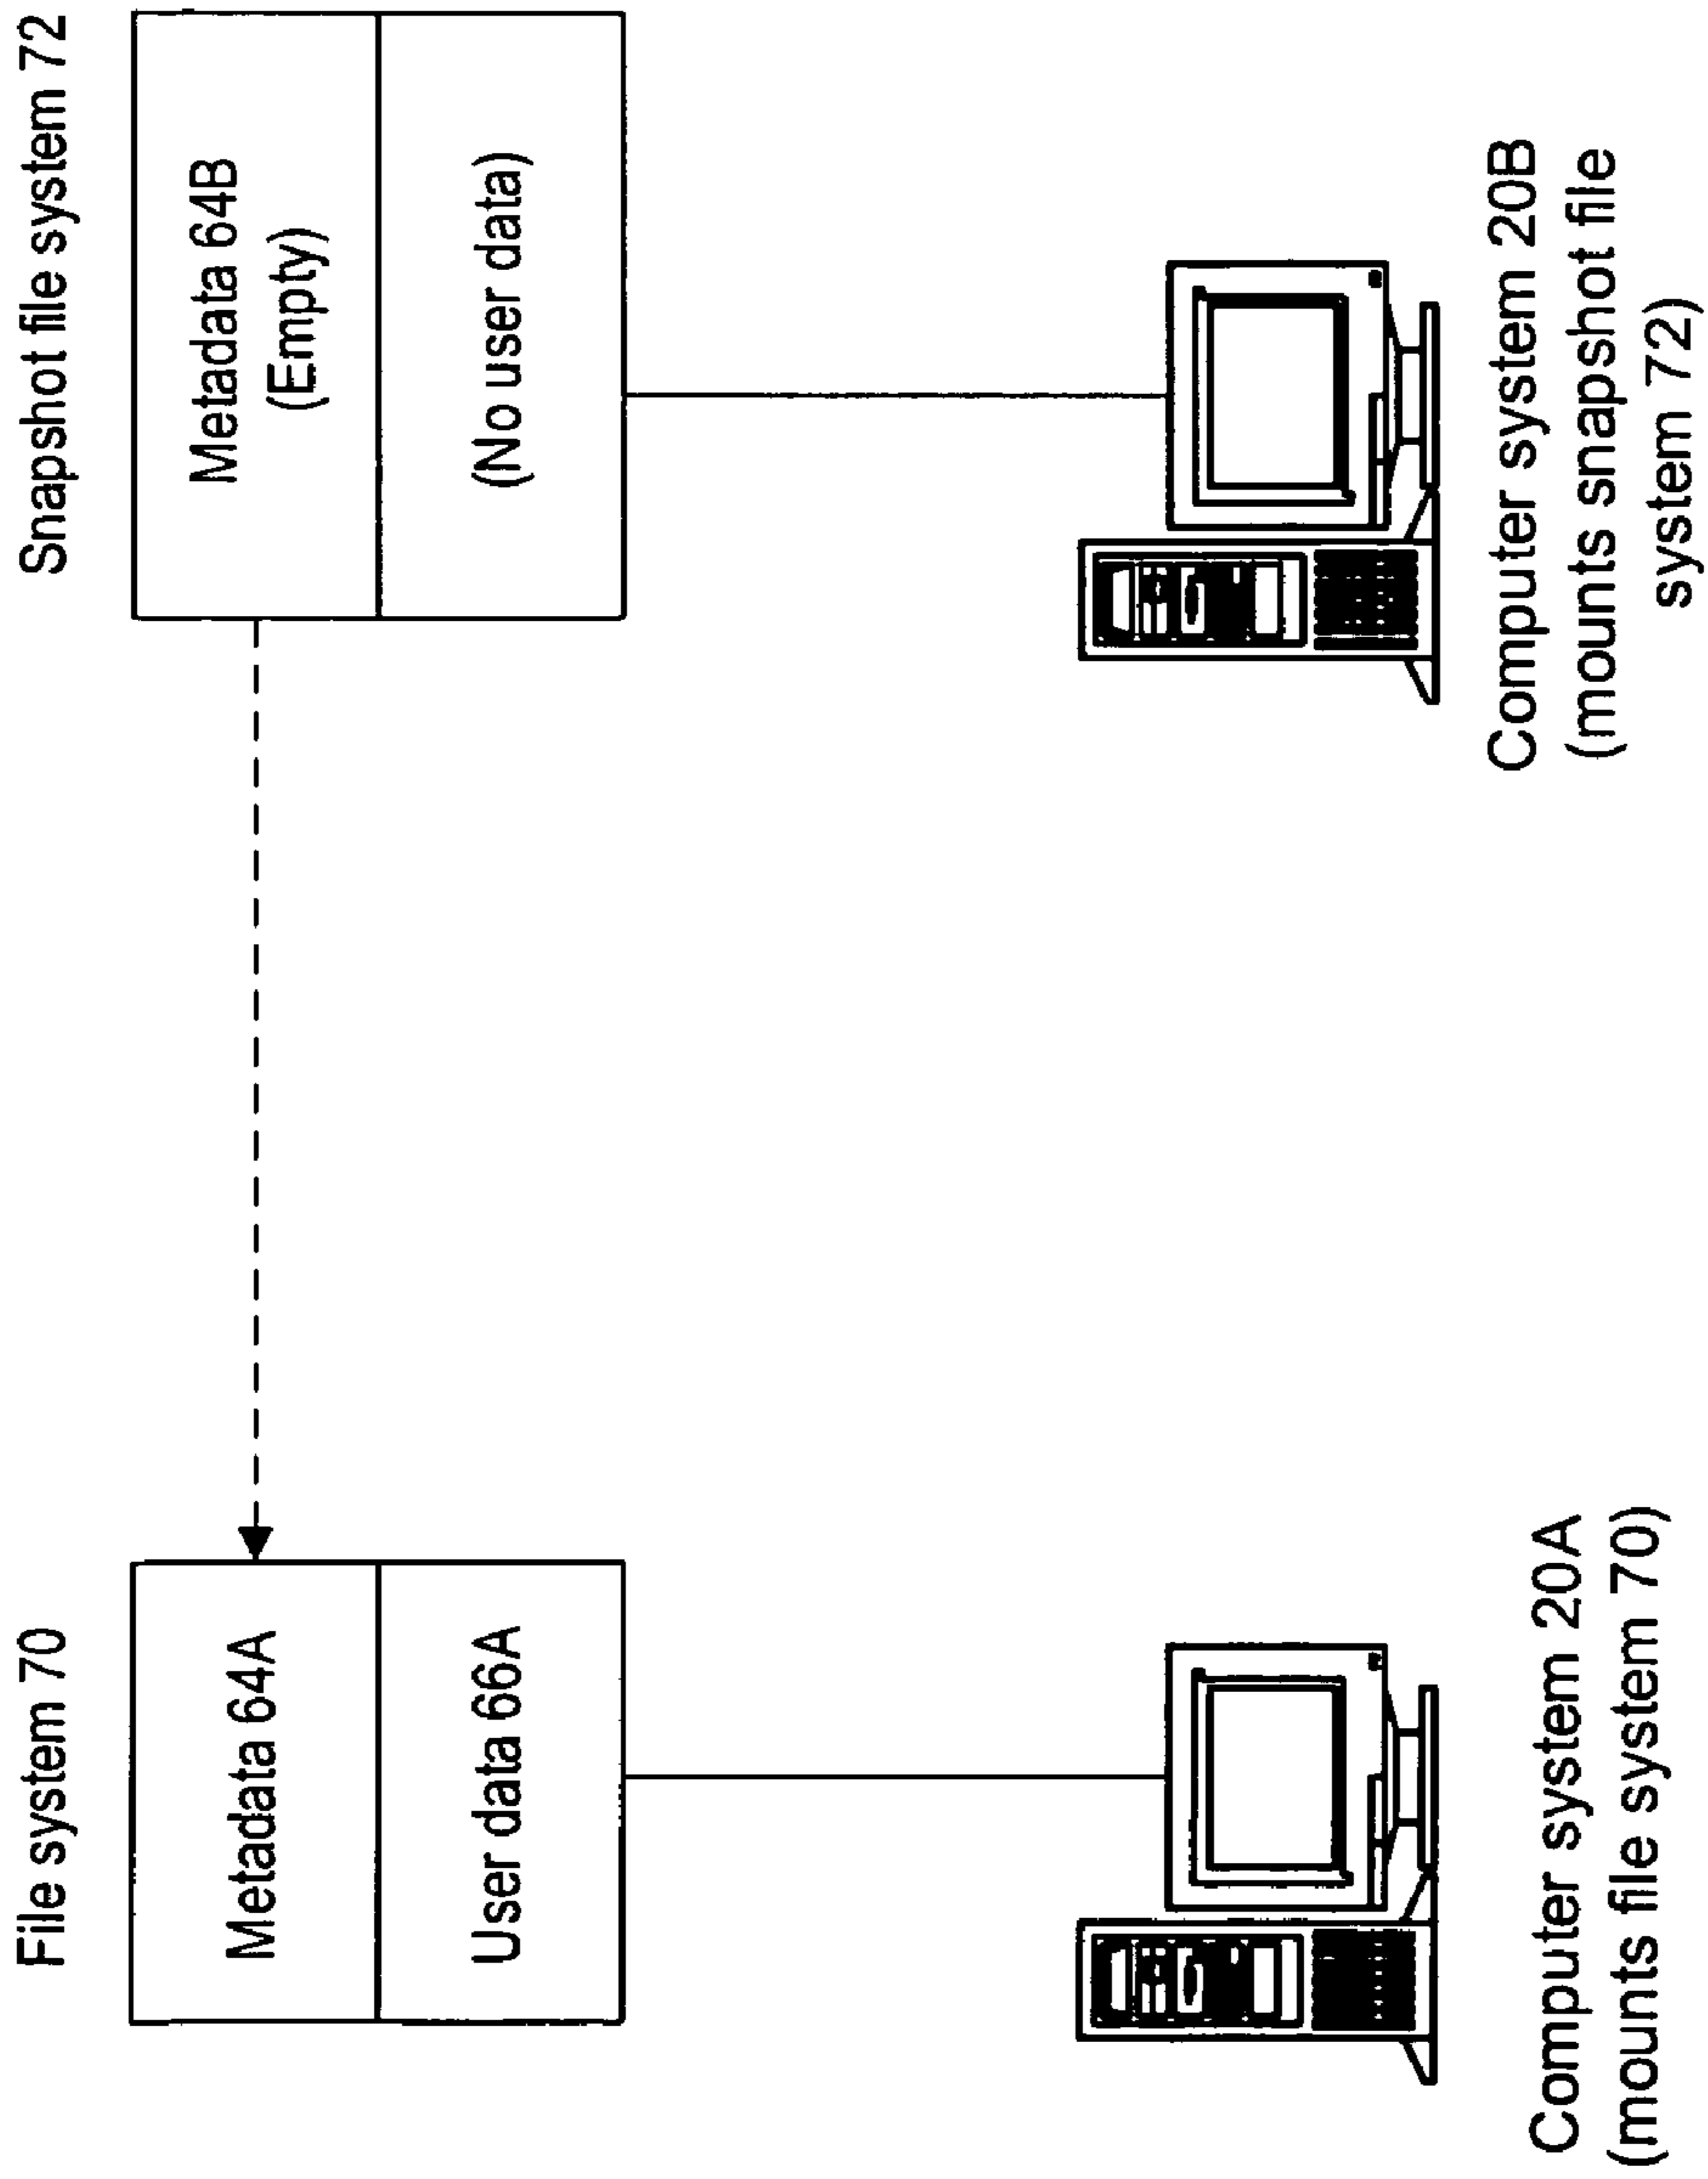 File system 70
Metadata 64A
User data 66A
Computer system 20A
(mounts file system 70)
Snapshot file system 72
Metadata 64B
(Empty)
(No user data)
Computer system 20B
(mounts snapshot file
system 72)